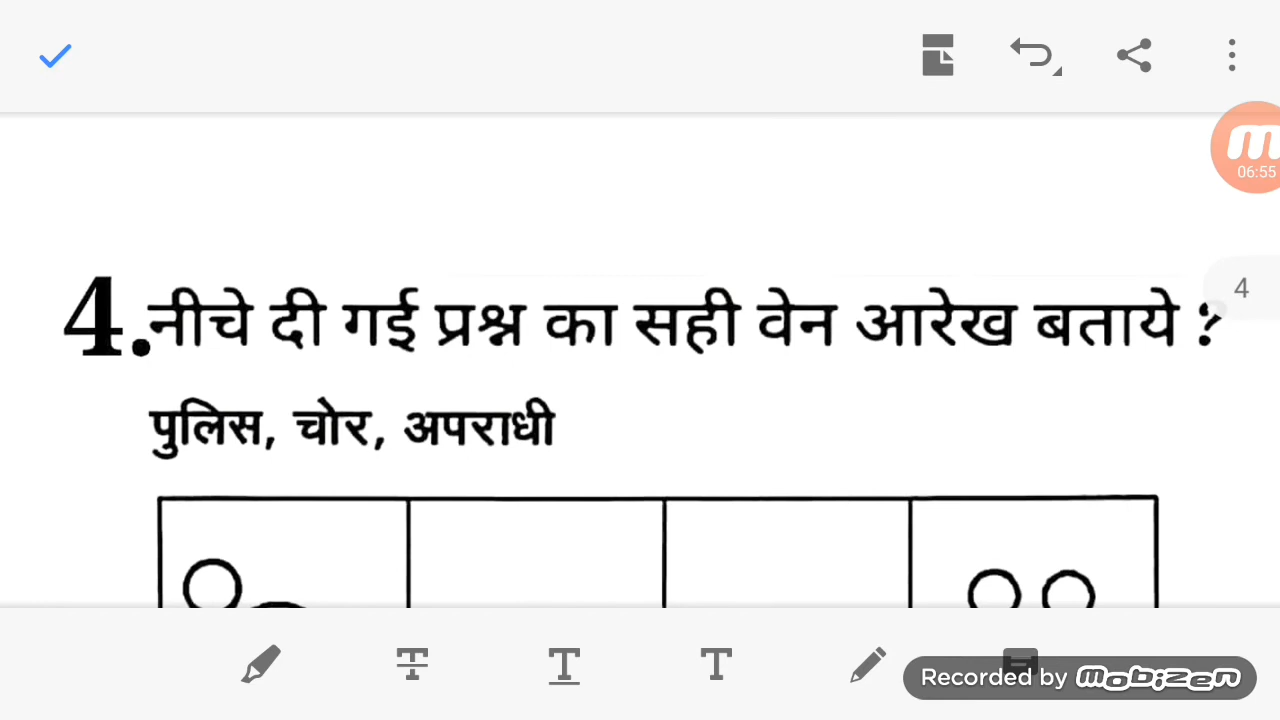 06:55
4
4.नीचे दी गई प्रश्न का सही वेन आरेख बताये ?
पुलिस, चोर, अपराधी
T T T
Recorded by mobizen